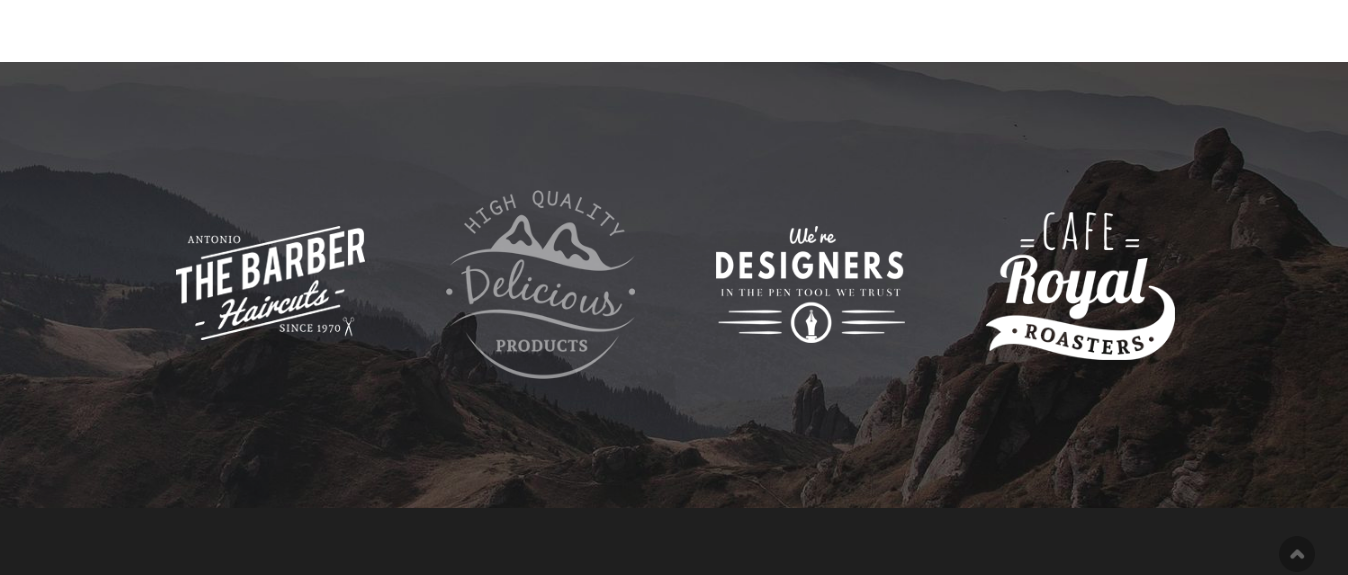 ANTONIO
THE BARBER
- Haircuts -
SINCE 1970
HIGH QUALITY
• Delicious •
PRODUCTS
We're
DESIGNERS
IN THE PEN TOOL WE TRUST
= CAFE =
Royal
• ROASTERS •